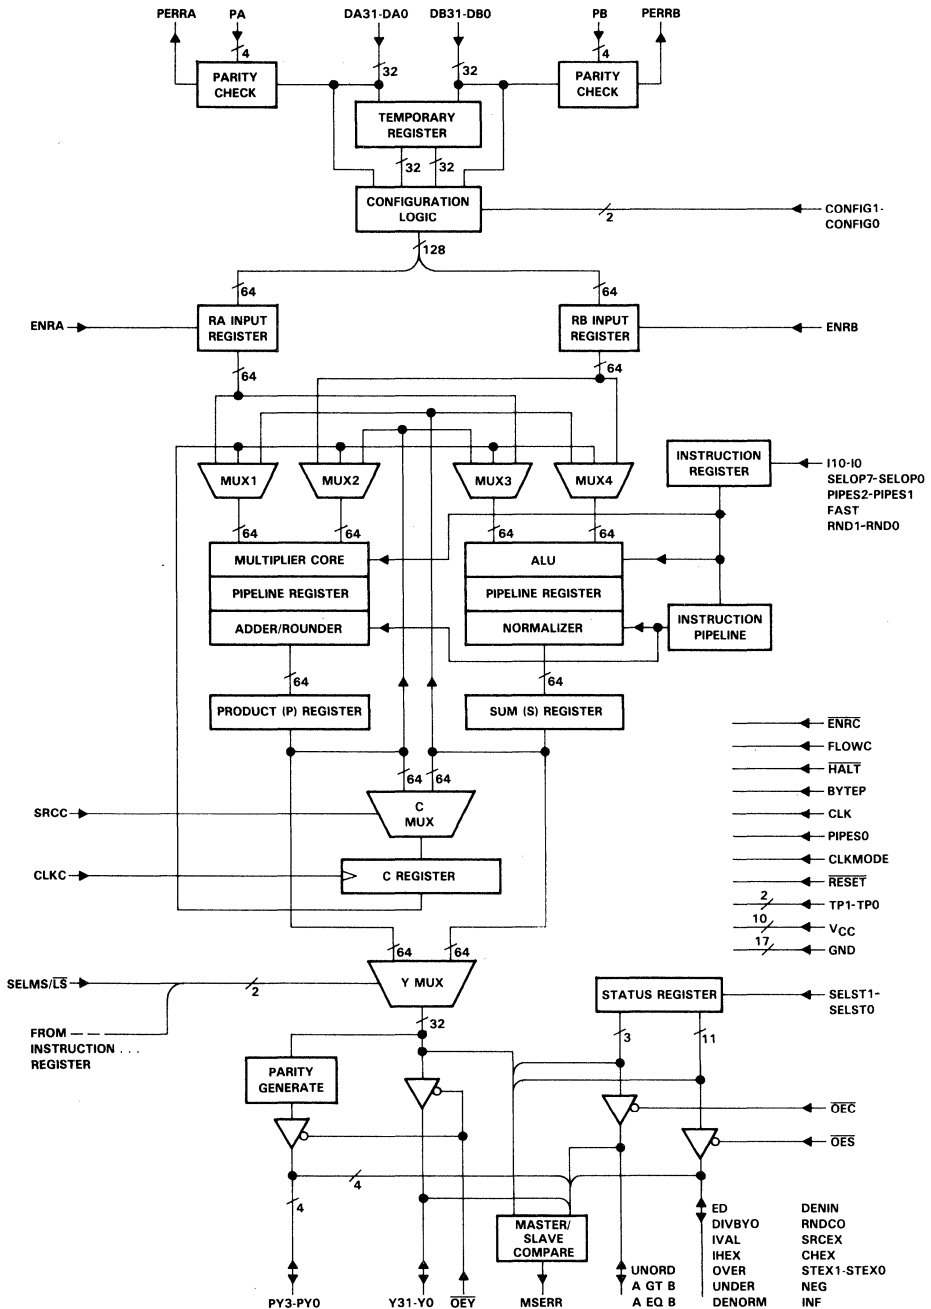 PERRA PA DA31-DA0 DB31-DB0 PB PERRB
4 32 32 4
PARITY CHECK
PARITY CHECK
TEMPORARY REGISTER
32 32
CONFIGURATION LOGIC
2
CONFIG1-
CONFIG0
128
64 64
ENRA
RA INPUT REGISTER
RB INPUT REGISTER
ENRB
64 64
MUX1 MUX2 MUX3 MUX4
INSTRUCTION REGISTER
I10-I0
SELOP7-SELOP0
PIPES2-PIPES1
FAST
RND1-RND0
64 64 64 64
MULTIPLIER CORE
PIPELINE REGISTER
ADDER/ROUNDER
ALU
PIPELINE REGISTER
NORMALIZER
INSTRUCTION PIPELINE
64 64
PRODUCT (P) REGISTER
SUM (S) REGISTER
64 64
ENRC
FLOWC
HALT
BYTEP
CLK
PIPES0
CLKMODE
RESET
2 TP1-TP0
10 VCC
17 GND
SRCC
C MUX
CLKC
C REGISTER
64 64
SELMS/LS
2
Y MUX
FROM
INSTRUCTION . . .
REGISTER
32
STATUS REGISTER
SELST1-
SELST0
3 11
PARITY GENERATE
OEC
OES
4
4
MASTER/
SLAVE
COMPARE
PY3-PY0 Y31-Y0 OEY MSERR
UNORD
A GT B
A EQ B
ED
DIVBYO
IVAL
IHEX
OVER
UNDER
DENORM
DENIN
RNDCO
SRCEX
CHEX
STEX1-STEX0
NEG
INF